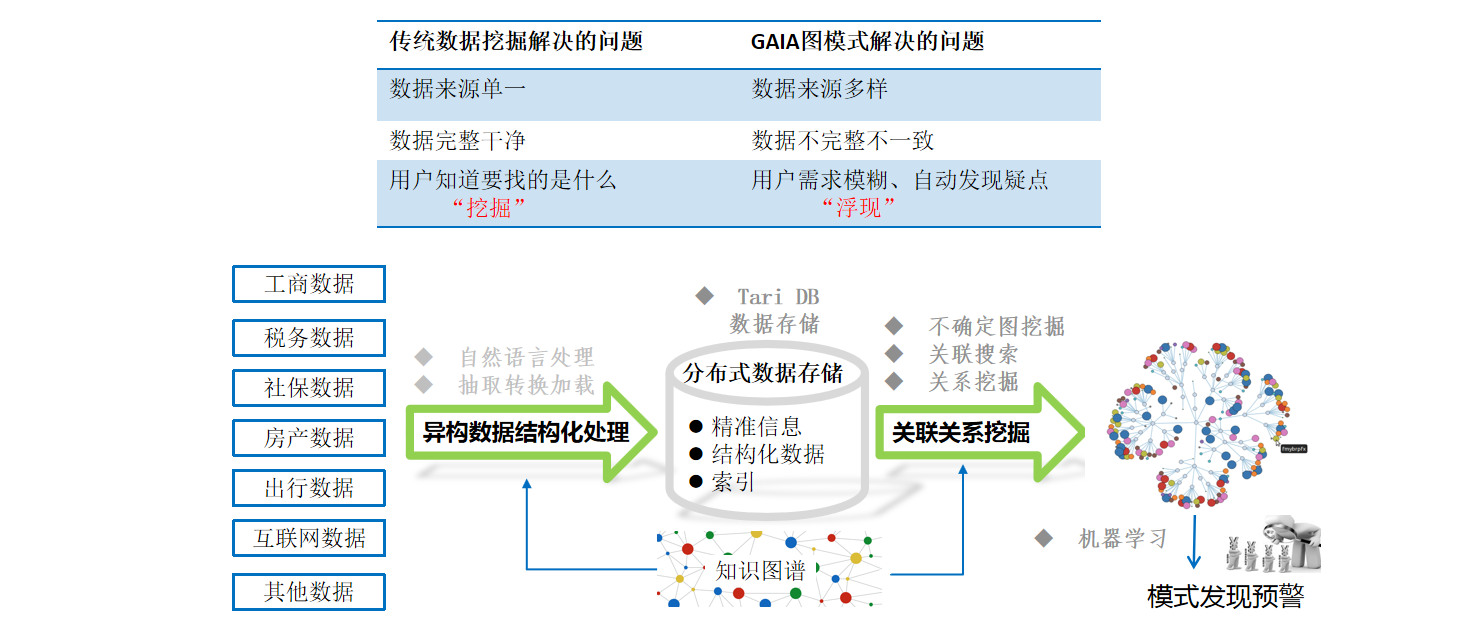 传统数据挖掘解决的问题 GAIA图模式解决的问题
数据来源单一 数据来源多样
数据完整干净 数据不完整不一致
用户知道要找的是什么 用户需求模糊、自动发现疑点
“挖掘” “浮现”
工商数据
税务数据
社保数据
房产数据
出行数据
互联网数据
其他数据
自然语言处理
抽取转换加载
异构数据结构化处理
Tari DB
数据存储
分布式数据存储
精准信息
结构化数据
索引
不确定图挖掘
关联搜索
关系挖掘
关联关系挖掘
知识图谱
fmybrpfx
机器学习
模式发现预警